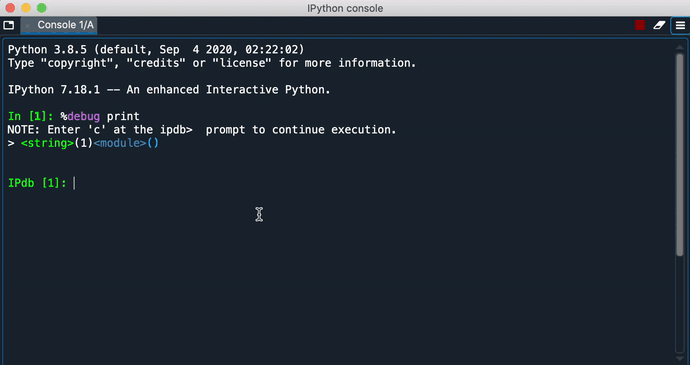 IPython console
Console 1/A
Python 3.8.5 (default, Sep  4 2020, 02:22:02)
Type "copyright", "credits" or "license" for more information.
IPython 7.18.1 -- An enhanced Interactive Python.
In [1]: %debug print
NOTE: Enter 'c' at the ipdb>  prompt to continue execution.
> <string>(1)<module>()
IPdb [1]: